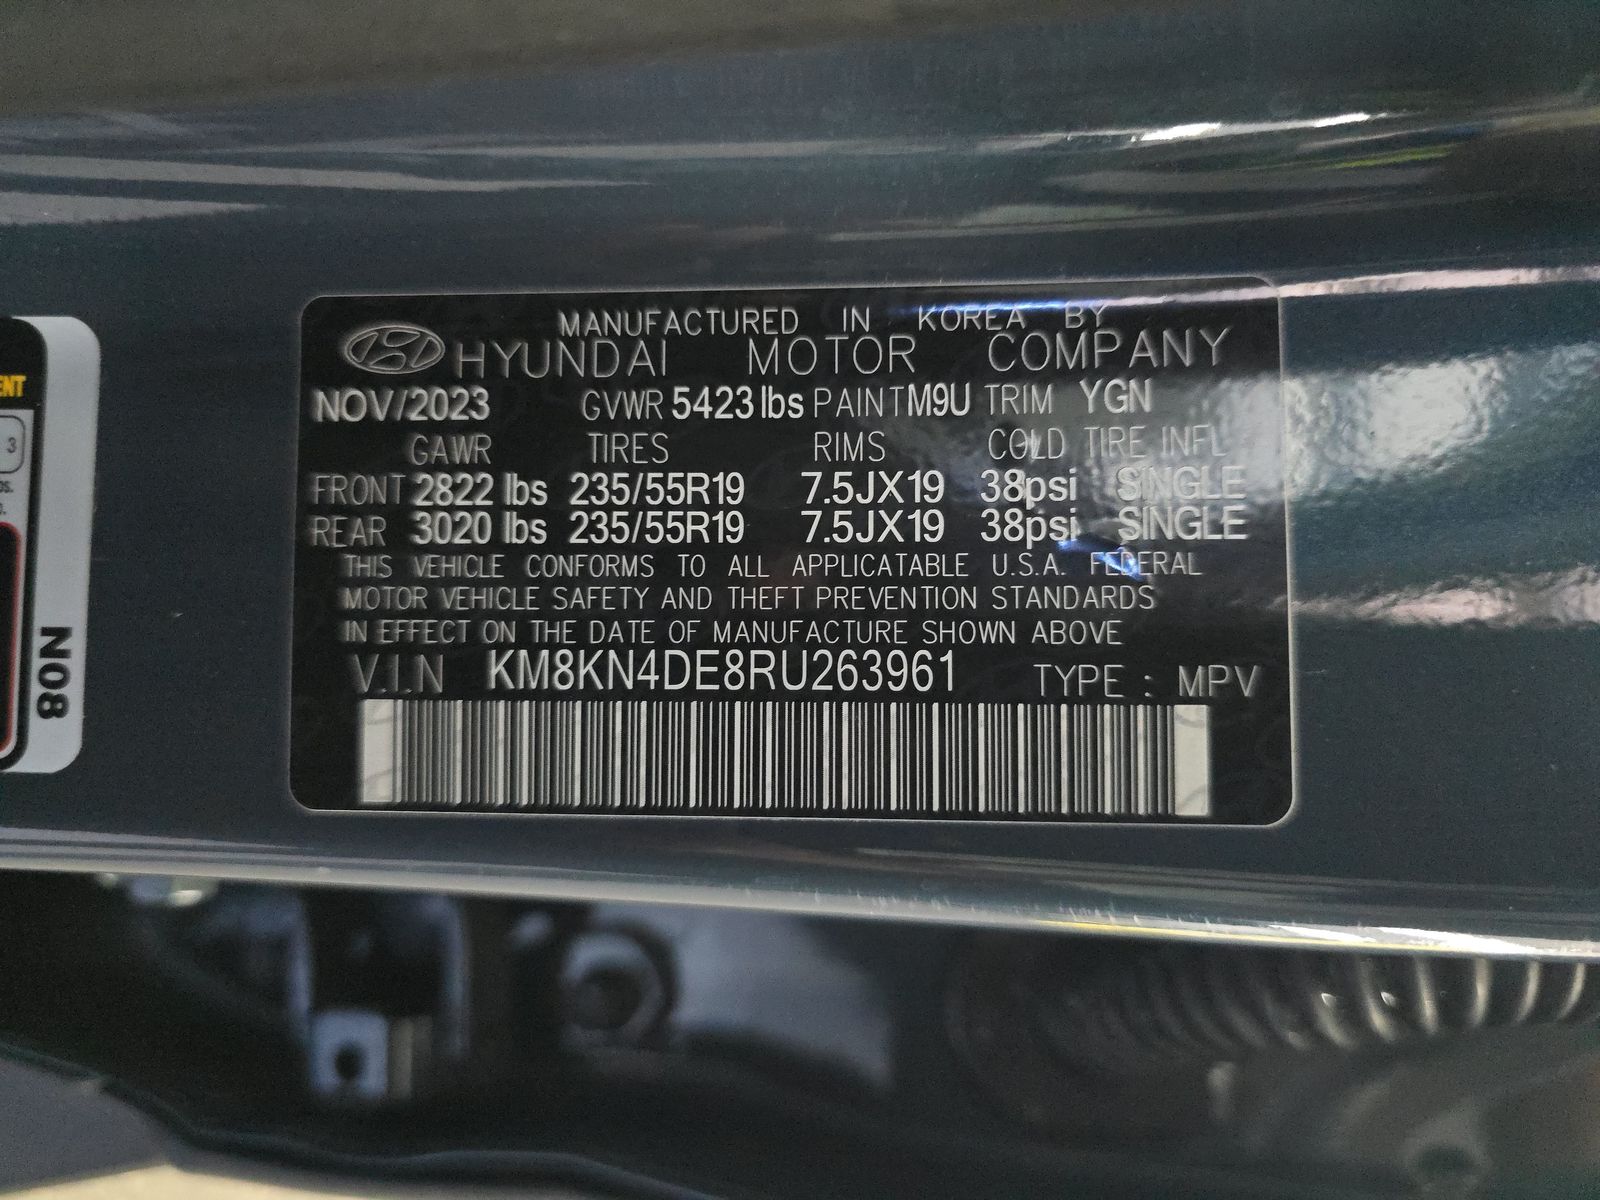 MANUFACTURED IN KOREA BY
HYUNDAI MOTOR COMPANY
NOV/2023 GVWR 5423 lbs PAINT M9U TRIM YGN
GAWR TIRES RIMS COLD TIRE INFL
FRONT 2822 lbs 235/55R19 7.5JX19 38psi SINGLE
REAR 3020 lbs 235/55R19 7.5JX19 38psi SINGLE
THIS VEHICLE CONFORMS TO ALL APPLICATABLE U.S.A. FEDERAL
MOTOR VEHICLE SAFETY AND THEFT PREVENTION STANDARDS
IN EFFECT ON THE DATE OF MANUFACTURE SHOWN ABOVE
V.I.N KM8KN4DE8RU263961 TYPE : MPV
3
N08